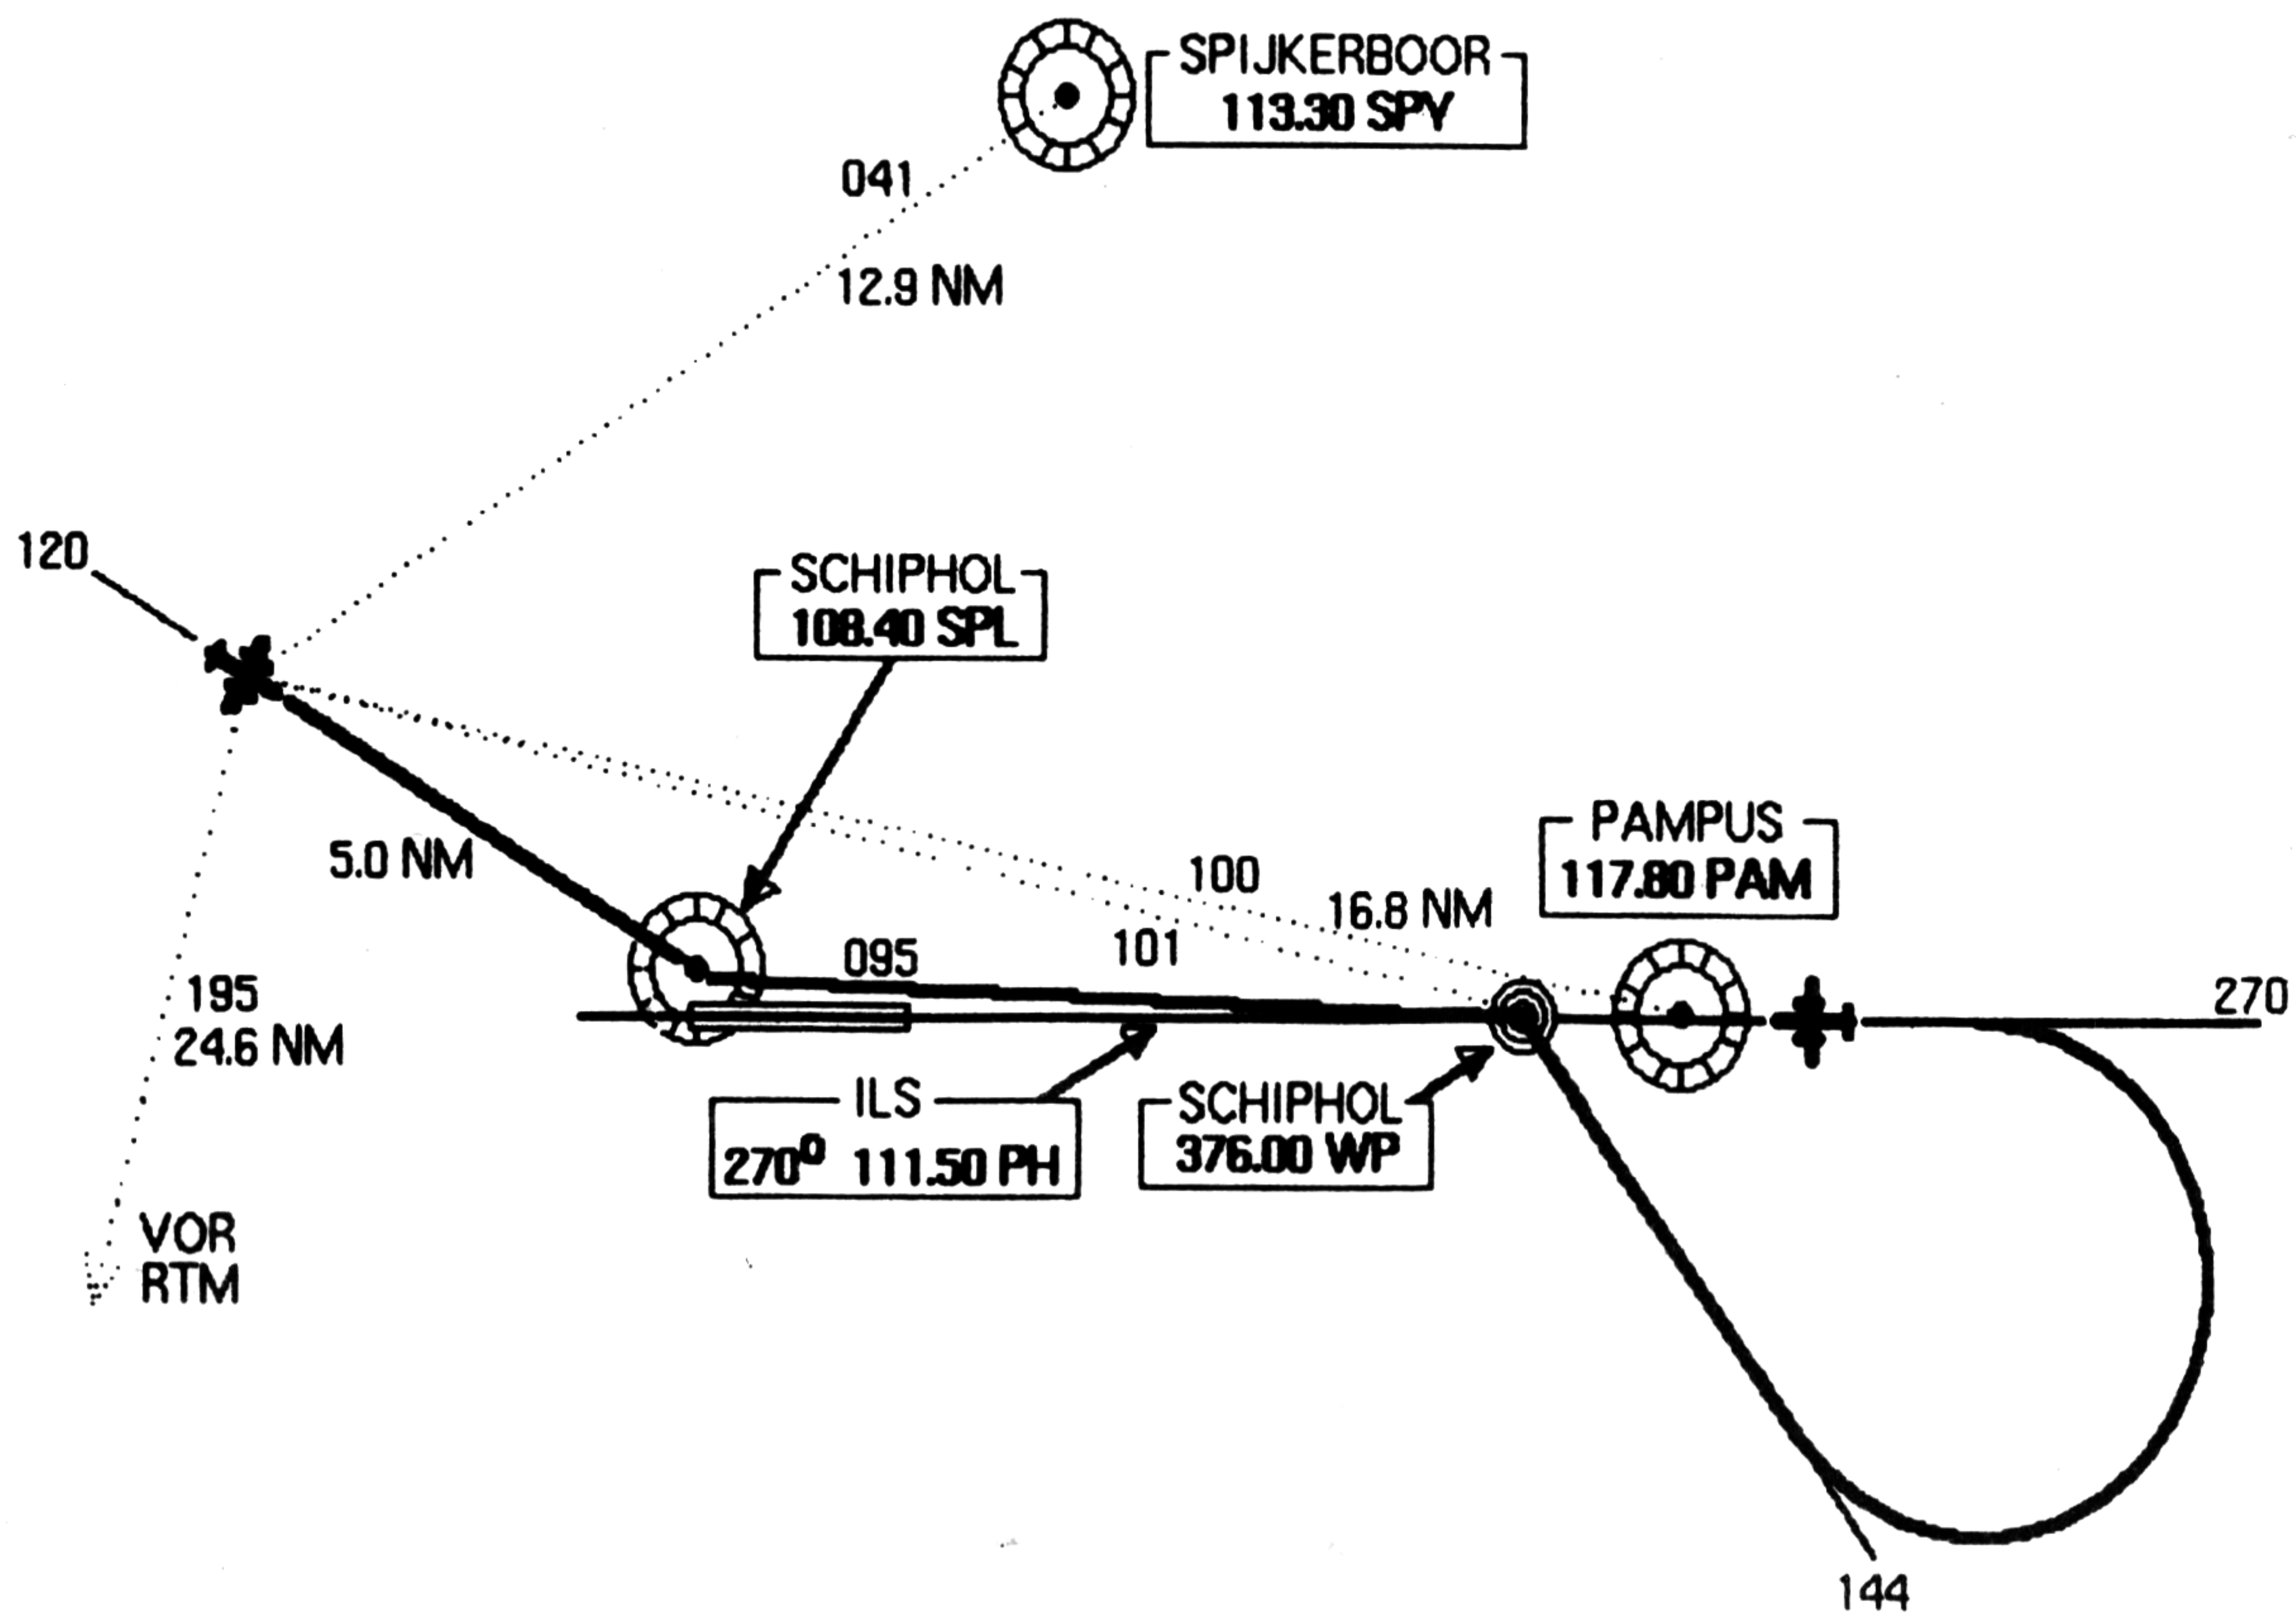 SPIJKERBOOR
113.30 SPY
041
12.9 NM
120
SCHIPHOL
108.40 SPL
5.0 NM
PAMPUS
117.80 PAM
100
16.8 NM
101
095
195
24.6 NM
270
ILS
270º 111.50 PH
SCHIPHOL
376.00 WP
VOR
RTM
144